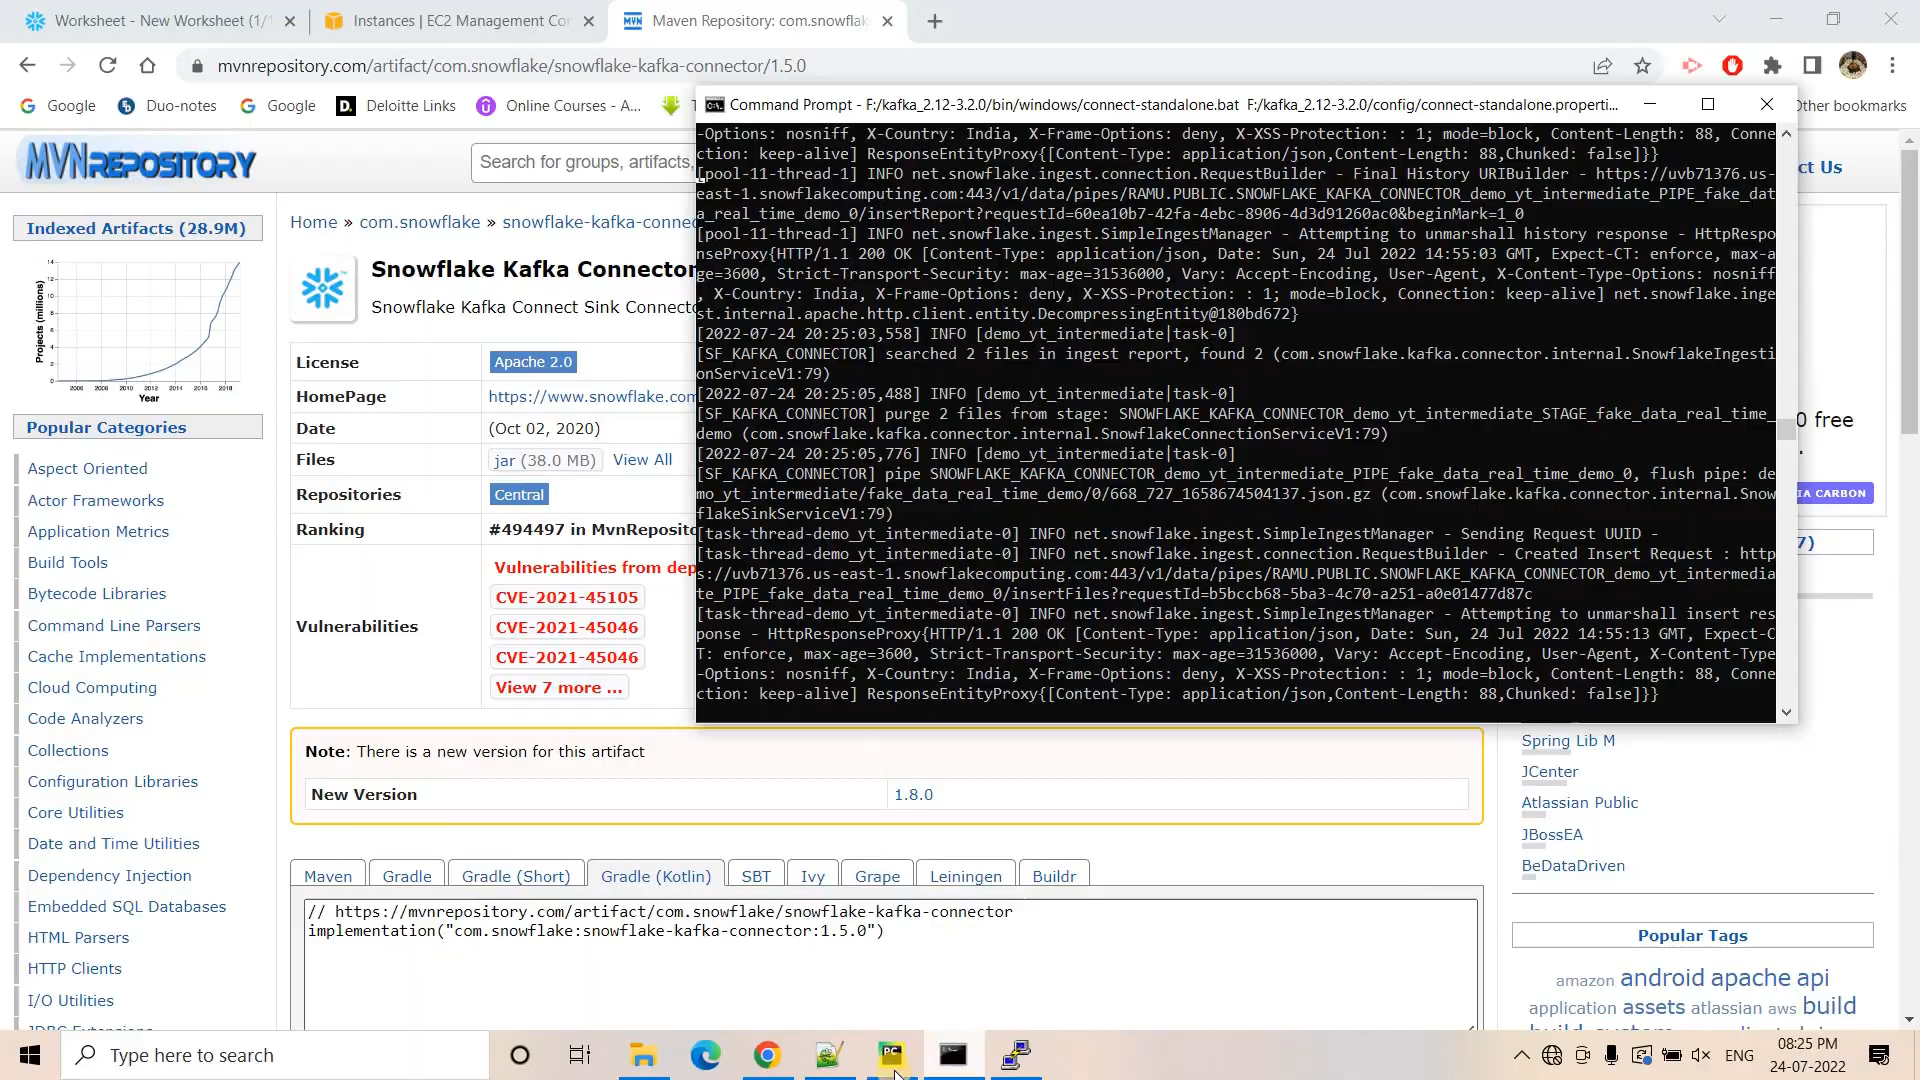 Worksheet - New Worksheet (1/1
Instances | EC2 Management Con
Maven Repository: com.snowflak
mvnrepository.com/artifact/com.snowflake/snowflake-kafka-connector/1.5.0
Google
Duo-notes
Google
Deloitte Links
Online Courses - A...
Other bookmarks
Command Prompt - F:/kafka_2.12-3.2.0/bin/windows/connect-standalone.bat F:/kafka_2.12-3.2.0/config/connect-standalone.properti...
-Options: nosniff, X-Country: India, X-Frame-Options: deny, X-XSS-Protection: : 1; mode=block, Content-Length: 88, Conne
ction: keep-alive] ResponseEntityProxy{[Content-Type: application/json,Content-Length: 88,Chunked: false]}}
[pool-11-thread-1] INFO net.snowflake.ingest.connection.RequestBuilder - Final History URIBuilder - https://uvb71376.us-
east-1.snowflakecomputing.com:443/v1/data/pipes/RAMU.PUBLIC.SNOWFLAKE_KAFKA_CONNECTOR_demo_yt_intermediate_PIPE_fake_dat
a_real_time_demo_0/insertReport?requestId=60ea10b7-42fa-4ebc-8906-4d3d91260ac0&beginMark=1_0
[pool-11-thread-1] INFO net.snowflake.ingest.SimpleIngestManager - Attempting to unmarshall history response - HttpRespo
nseProxy{HTTP/1.1 200 OK [Content-Type: application/json, Date: Sun, 24 Jul 2022 14:55:03 GMT, Expect-CT: enforce, max-a
ge=3600, Strict-Transport-Security: max-age=31536000, Vary: Accept-Encoding, User-Agent, X-Content-Type-Options: nosniff
, X-Country: India, X-Frame-Options: deny, X-XSS-Protection: : 1; mode=block, Connection: keep-alive] net.snowflake.inge
st.internal.apache.http.client.entity.DecompressingEntity@180bd672}
[2022-07-24 20:25:03,558] INFO [demo_yt_intermediate|task-0]
[SF_KAFKA_CONNECTOR] searched 2 files in ingest report, found 2 (com.snowflake.kafka.connector.internal.SnowflakeIngesti
onServiceV1:79)
[2022-07-24 20:25:05,488] INFO [demo_yt_intermediate|task-0]
[SF_KAFKA_CONNECTOR] purge 2 files from stage: SNOWFLAKE_KAFKA_CONNECTOR_demo_yt_intermediate_STAGE_fake_data_real_time_
demo (com.snowflake.kafka.connector.internal.SnowflakeConnectionServiceV1:79)
[2022-07-24 20:25:05,776] INFO [demo_yt_intermediate|task-0]
[SF_KAFKA_CONNECTOR] pipe SNOWFLAKE_KAFKA_CONNECTOR_demo_yt_intermediate_PIPE_fake_data_real_time_demo_0, flush pipe: de
mo_yt_intermediate/fake_data_real_time_demo/0/668_727_1658674504137.json.gz (com.snowflake.kafka.connector.internal.Snow
flakeSinkServiceV1:79)
[task-thread-demo_yt_intermediate-0] INFO net.snowflake.ingest.SimpleIngestManager - Sending Request UUID -
[task-thread-demo_yt_intermediate-0] INFO net.snowflake.ingest.connection.RequestBuilder - Created Insert Request : http
s://uvb71376.us-east-1.snowflakecomputing.com:443/v1/data/pipes/RAMU.PUBLIC.SNOWFLAKE_KAFKA_CONNECTOR_demo_yt_intermedia
te_PIPE_fake_data_real_time_demo_0/insertFiles?requestId=b5bccb68-5ba3-4c70-a251-a0e01477d87c
[task-thread-demo_yt_intermediate-0] INFO net.snowflake.ingest.SimpleIngestManager - Attempting to unmarshall insert res
ponse - HttpResponseProxy{HTTP/1.1 200 OK [Content-Type: application/json, Date: Sun, 24 Jul 2022 14:55:13 GMT, Expect-C
T: enforce, max-age=3600, Strict-Transport-Security: max-age=31536000, Vary: Accept-Encoding, User-Agent, X-Content-Type
-Options: nosniff, X-Country: India, X-Frame-Options: deny, X-XSS-Protection: : 1; mode=block, Content-Length: 88, Conne
ction: keep-alive] ResponseEntityProxy{[Content-Type: application/json,Content-Length: 88,Chunked: false]}}
MVNREPOSITORY
Search for groups, artifacts,
ct Us
Indexed Artifacts (28.9M)
Projects (millions)
14
12
10
8
6
4
2
0
2006 2008 2010 2012 2014 2016 2018
Year
Popular Categories
Aspect Oriented
Actor Frameworks
Application Metrics
Build Tools
Bytecode Libraries
Command Line Parsers
Cache Implementations
Cloud Computing
Code Analyzers
Collections
Configuration Libraries
Core Utilities
Date and Time Utilities
Dependency Injection
Embedded SQL Databases
HTML Parsers
HTTP Clients
I/O Utilities
JDBC Extensions
Home » com.snowflake » snowflake-kafka-connec
Snowflake Kafka Connector
Snowflake Kafka Connect Sink Connecto
License Apache 2.0
HomePage https://www.snowflake.com
Date (Oct 02, 2020)
Files jar (38.0 MB) View All
Repositories Central
Ranking #494497 in MvnReposito
Vulnerabilities
Vulnerabilities from dep
CVE-2021-45105
CVE-2021-45046
CVE-2021-45046
View 7 more ...
Note: There is a new version for this artifact
New Version 1.8.0
Maven
Gradle
Gradle (Short)
Gradle (Kotlin)
SBT
Ivy
Grape
Leiningen
Buildr
// https://mvnrepository.com/artifact/com.snowflake/snowflake-kafka-connector
implementation("com.snowflake:snowflake-kafka-connector:1.5.0")
0 free
IA CARBON
7)
Spring Lib M
JCenter
Atlassian Public
JBossEA
BeDataDriven
Popular Tags
amazon android apache api
application assets atlassian aws build
Type here to search
PC
ENG
08:25 PM
24-07-2022